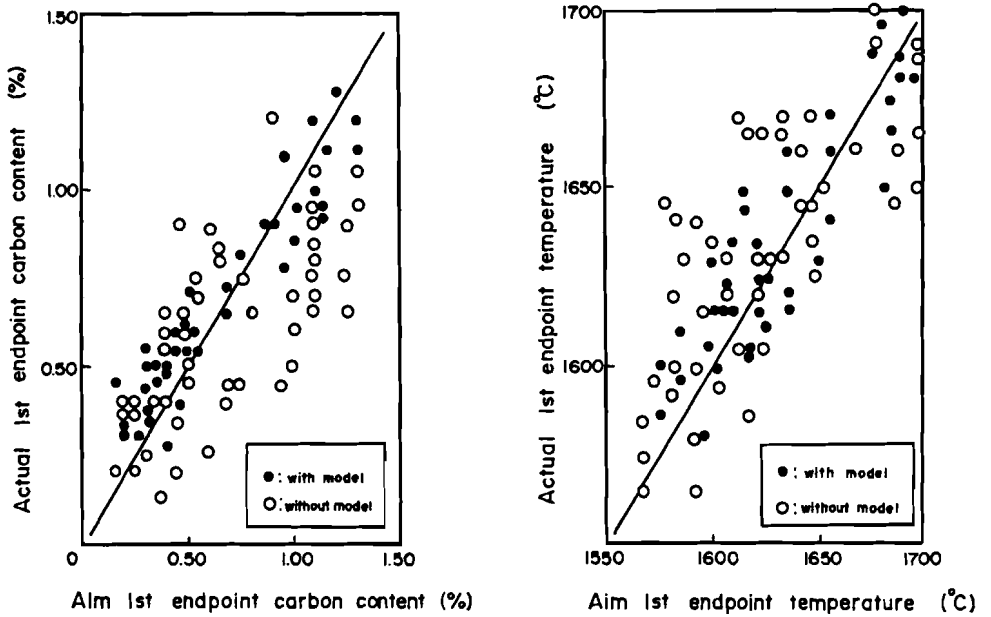 1.50
1.00
0.50
0
0.50
1.00
1.50
Actual 1st endpoint carbon content (%)
Aim 1st endpoint carbon content (%)
●: with model
○: without model
1700
1650
1600
1550
1600
1650
1700
Actual 1st endpoint temperature (°C)
Aim 1st endpoint temperature (°C)
●: with model
○: without model